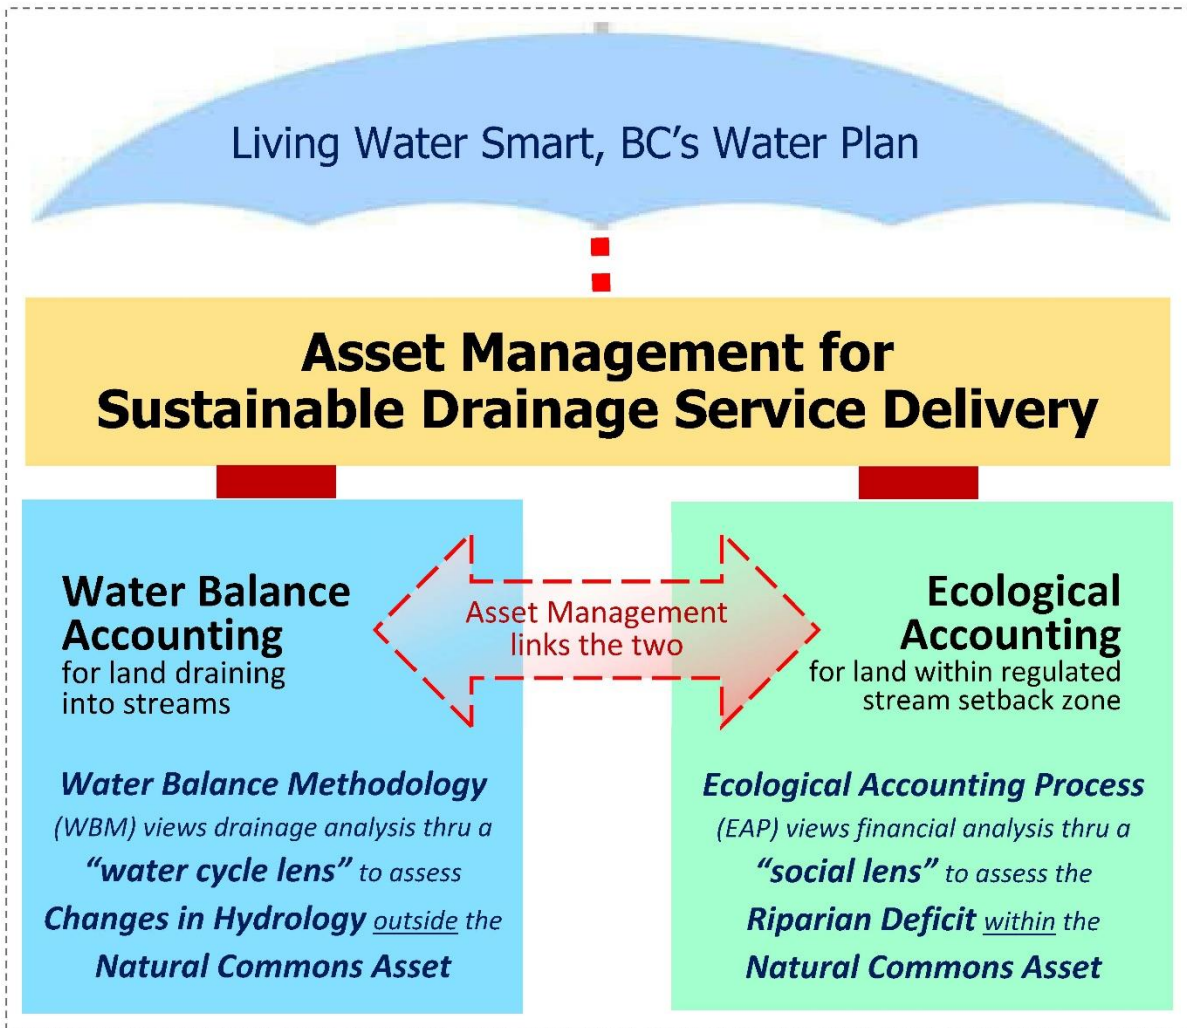 Living Water Smart, BC's Water Plan
Asset Management for
Sustainable Drainage Service Delivery
Water Balance
Accounting
for land draining
into streams
Asset Management
links the two
Ecological
Accounting
for land within regulated
stream setback zone
Water Balance Methodology
(WBM) views drainage analysis thru a
“water cycle lens” to assess
Changes in Hydrology outside the
Natural Commons Asset
Ecological Accounting Process
(EAP) views financial analysis thru a
“social lens” to assess the
Riparian Deficit within the
Natural Commons Asset